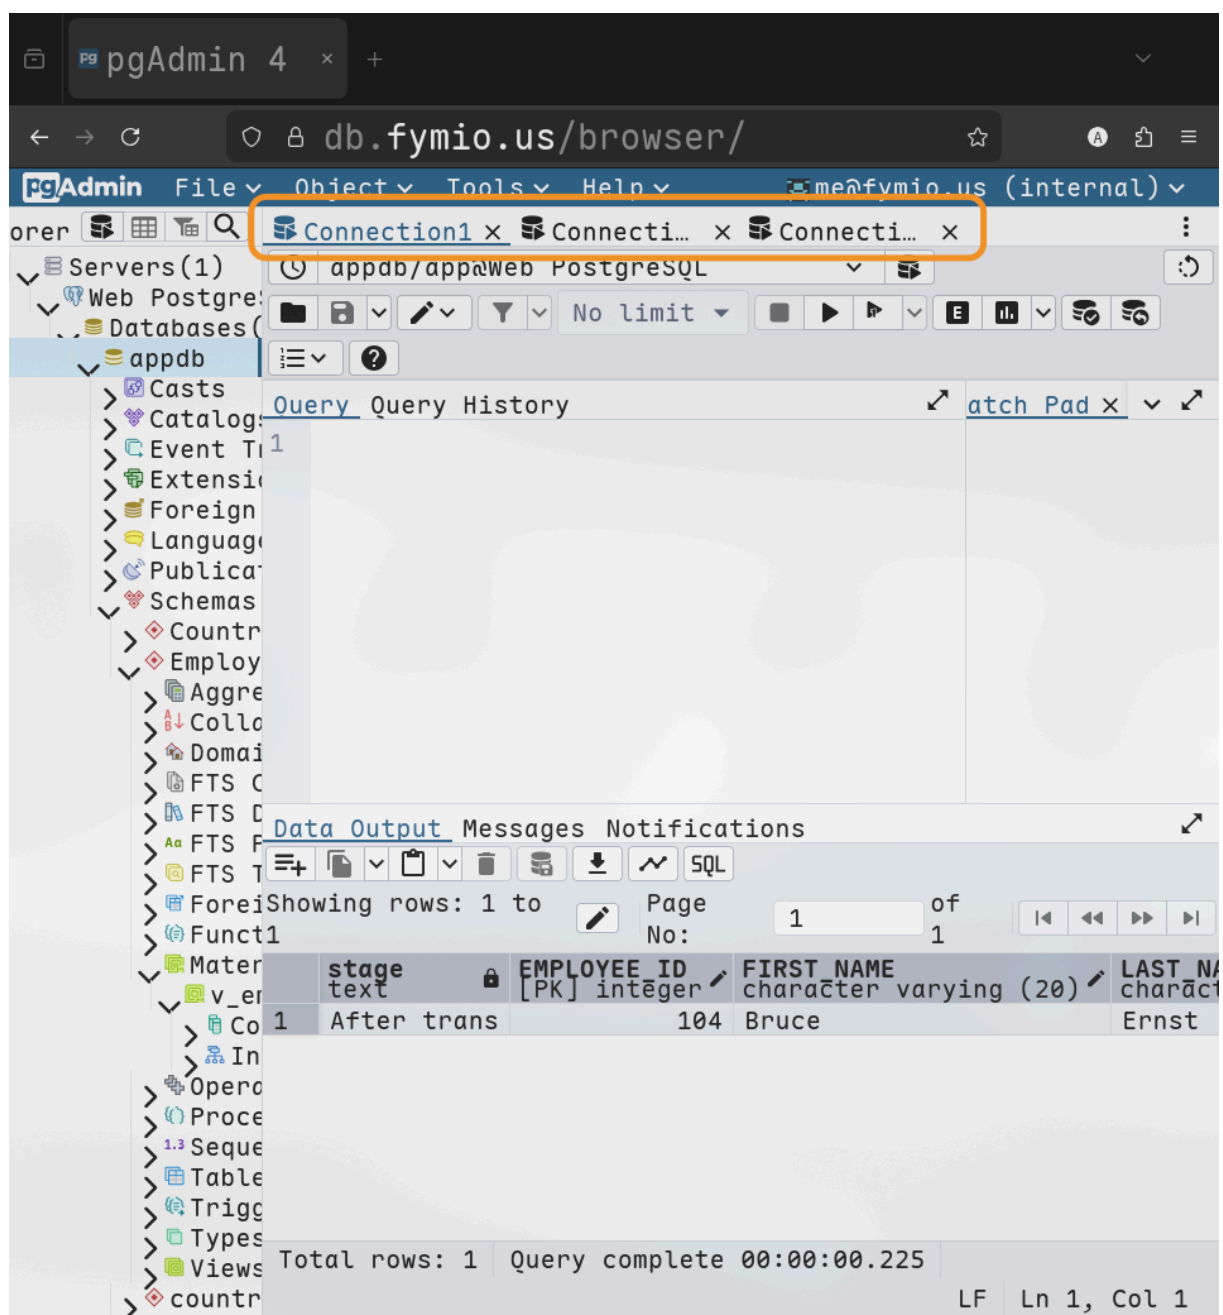 pgAdmin 4
db.fymio.us/browser/
pgAdmin File Object Tools Help me@fymio.us (internal)
orer Connection1 Connecti… Connecti…
Servers(1)
appdb/app@Web PostgreSQL
Web Postgre
No limit E
Databases(
appdb
Casts
Query Query History atch Pad
Catalog
1
Event Tr
Extensi
Foreign
Languag
Publica
Schemas
Countr
Employ
Aggre
Colla
Domai
FTS C
FTS D
Data Output Messages Notifications
Aa FTS F
SQL
FTS T
Forei
Showing rows: 1 to 1 Page No: 1 of 1
Funct
Mater
stage EMPLOYEE_ID FIRST_NAME LAST_NA
text [PK] integer character varying (20) charact
v_em
1 After trans 104 Bruce Ernst
Co
In
Opera
Proce
1.3 Seque
Table
Trigg
Types
Total rows: 1 Query complete 00:00:00.225
Views
countr
LF Ln 1, Col 1